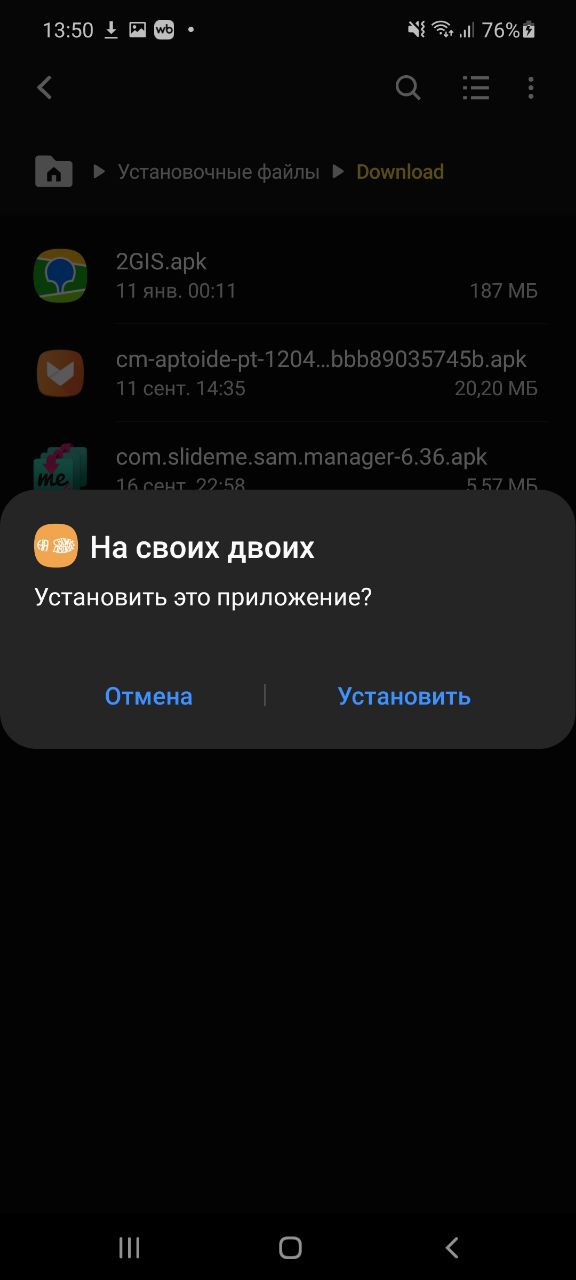 13:50 wb 76%
Установочные файлы Download
2GIS.apk
11 янв. 00:11 187 МБ
cm-aptoide-pt-1204...bbb89035745b.apk
11 сент. 14:35 20,20 МБ
me
com.slideme.sam.manager-6.36.apk
16 сент. 22:58 5,57 МБ
На своих двоих
Установить это приложение?
Отмена Установить